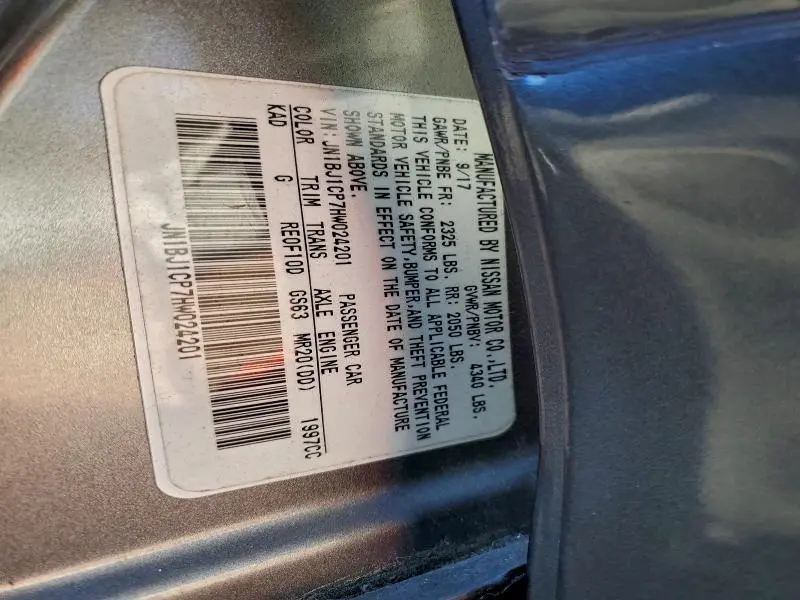 MANUFACTURED BY NISSAN MOTOR CO.,LTD.
DATE: 9/17 GVWR/PNBV: 4340 LBS.
GAWR/PNBE FR: 2325 LBS. RR: 2050 LBS.
THIS VEHICLE CONFORMS TO ALL APPLICABLE FEDERAL
MOTOR VEHICLE SAFETY,BUMPER,AND THEFT PREVENTION
STANDARDS IN EFFECT ON THE DATE OF MANUFACTURE
SHOWN ABOVE.
VIN: JN1BJ1CP7HW024201 PASSENGER CAR
COLOR TRIM TRANS AXLE ENGINE
KAD G RE0F10D GS63 MR20(DD) 1997CC
JN1BJ1CP7HW024201